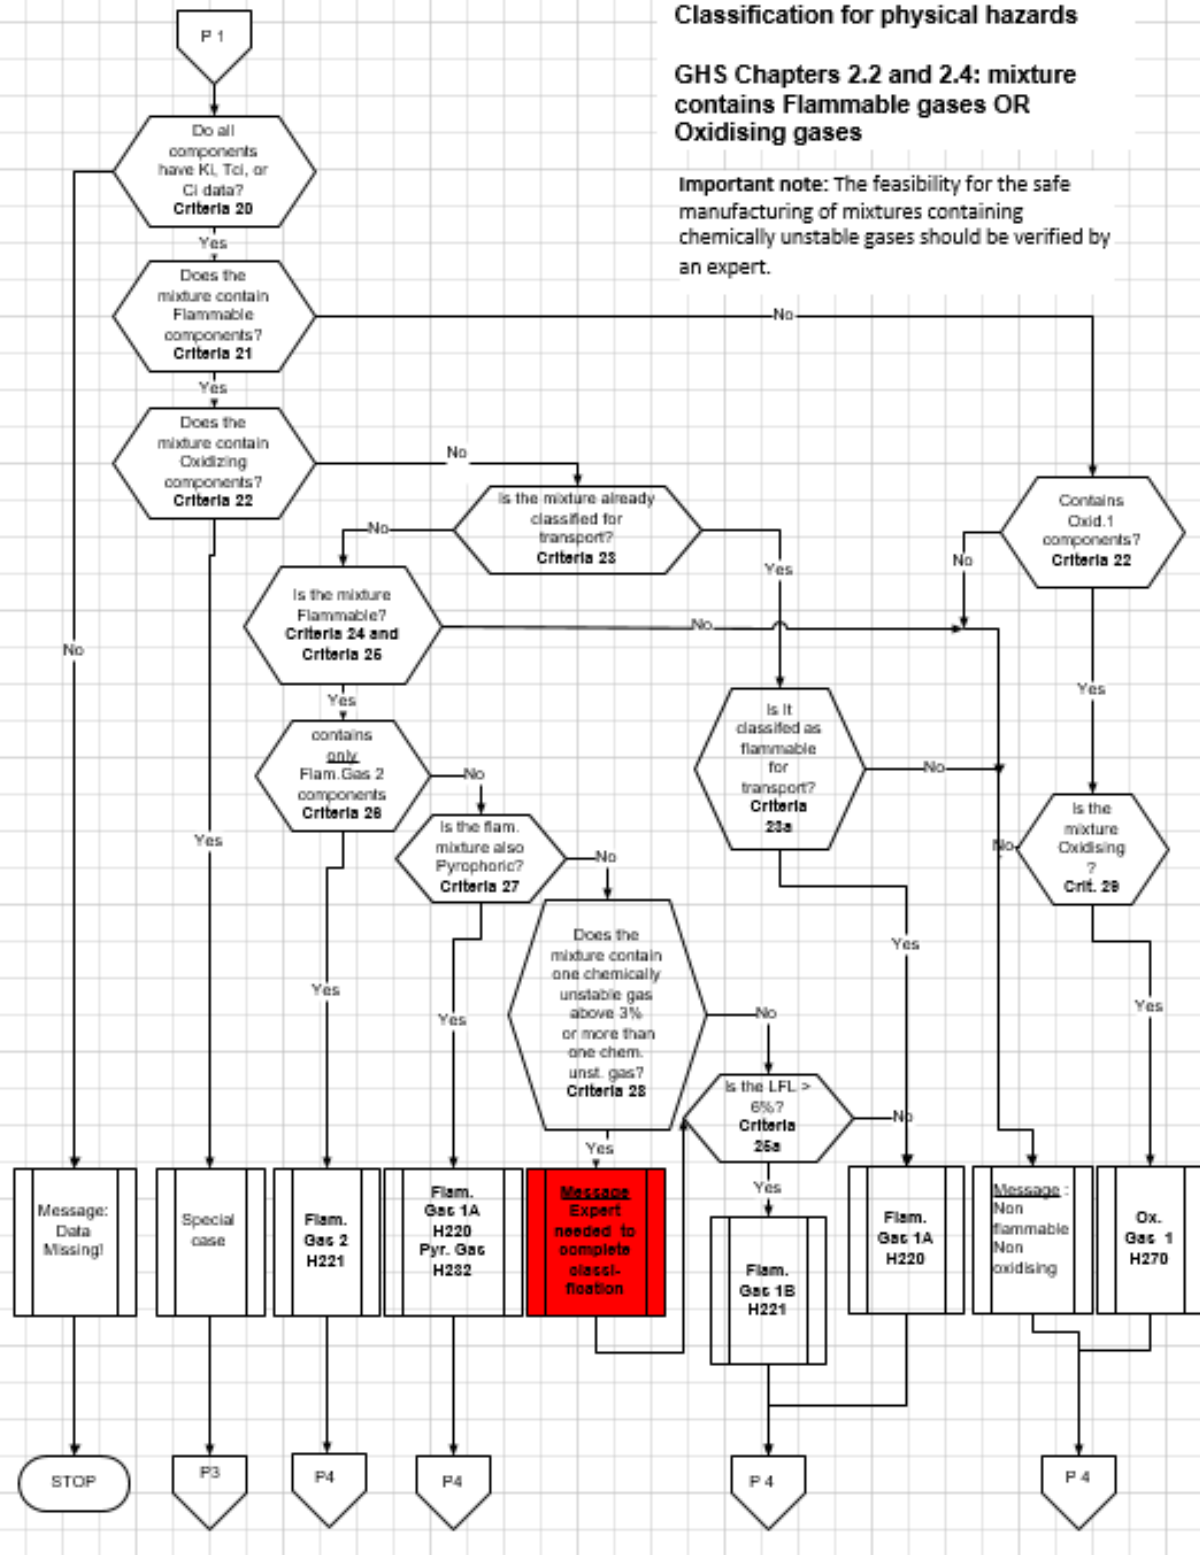 Classification for physical hazards
GHS Chapters 2.2 and 2.4: mixture
contains Flammable gases OR
Oxidising gases
Important note: The feasibility for the safe
manufacturing of mixtures containing
chemically unstable gases should be verified by
an expert.
P 1
Do all
components
have Ki, Tci, or
Ci data?
Criteria 20
Yes
No
Does the
mixture contain
Flammable
components?
Criteria 21
No
Yes
Does the
mixture contain
Oxidizing
components?
Criteria 22
No
Yes
Is the mixture already
classified for
transport?
Criteria 23
No
Yes
Contains
Oxid.1
components?
Criteria 22
No
Yes
Is the mixture
Flammable?
Criteria 24 and
Criteria 25
No
Yes
contains
only
Flam.Gas 2
components
Criteria 26
No
Yes
Is It
classifed as
flammable
for
transport?
Criteria
23a
No
Yes
Is the
mixture
Oxidising
?
Crit. 29
No
Yes
Is the flam.
mixture also
Pyrophoric?
Criteria 27
No
Yes
Does the
mixture contain
one chemically
unstable gas
above 3%
or more than
one chem.
unst. gas?
Criteria 28
No
Yes
Is the LFL >
6%?
Criteria
25a
No
Yes
Message:
Data
Missing!
Special
case
Flam.
Gas 2
H221
Flam.
Gas 1A
H220
Pyr. Gas
H232
Message
Expert
needed to
complete
classi-
fication
Flam.
Gas 1B
H221
Flam.
Gas 1A
H220
Message :
Non
flammable
Non
oxidising
Ox.
Gas 1
H270
STOP
P3
P4
P4
P 4
P 4